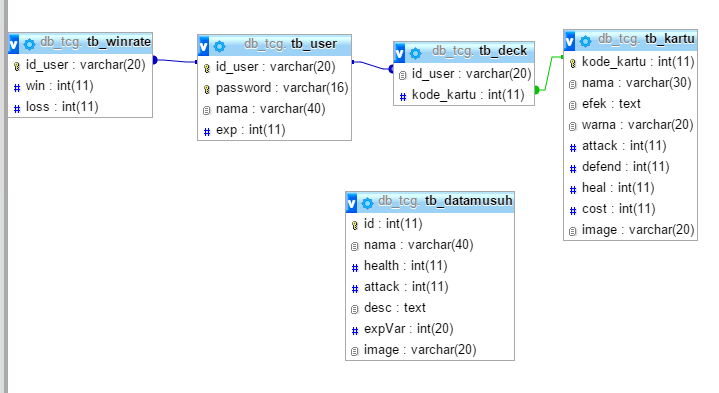 db_tcg. tb_winrate
id_user : varchar(20)
win : int(11)
loss : int(11)
db_tcg. tb_user
id_user : varchar(20)
password : varchar(16)
nama : varchar(40)
exp : int(11)
db_tcg. tb_deck
id_user : varchar(20)
kode_kartu : int(11)
db_tcg. tb_kartu
kode_kartu : int(11)
nama : varchar(30)
efek : text
warna : varchar(20)
attack : int(11)
defend : int(11)
heal : int(11)
cost : int(11)
image : varchar(20)
db_tcg. tb_datamusuh
id : int(11)
nama : varchar(40)
health : int(11)
attack : int(11)
desc : text
expVar : int(20)
image : varchar(20)